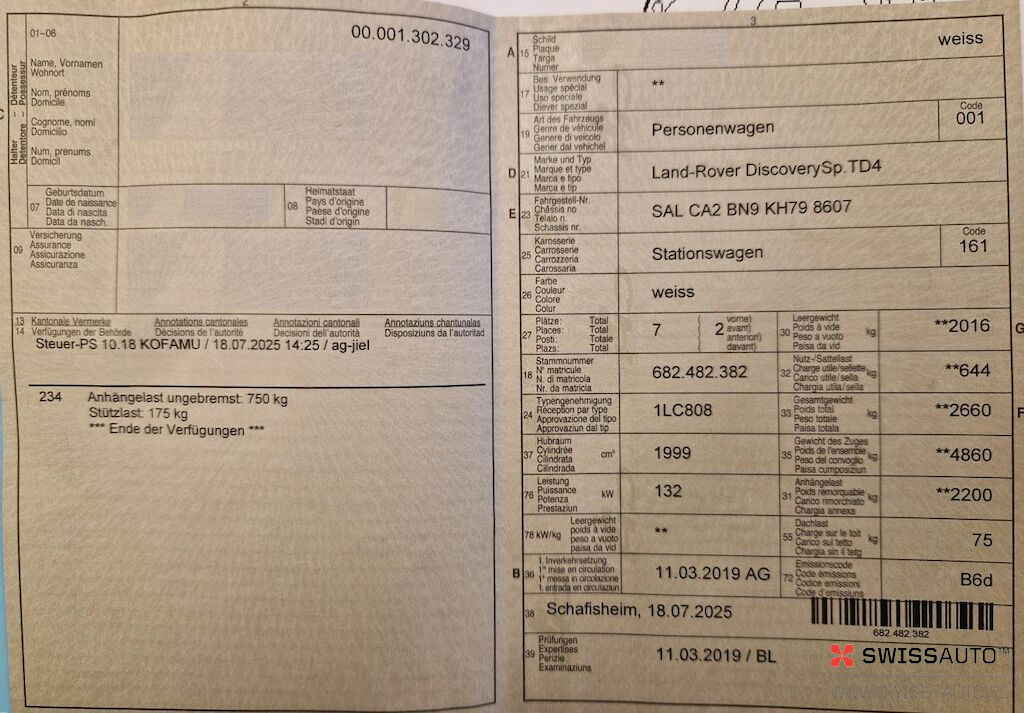 2
01–06
00.001.302.329
Halter – Détenteur
Detentore – Possessur
Name, Vornamen
Wohnort
Nom, prénoms
Domicile
Cognome, nomi
Domicilio
Num, prenums
Domicil
07
Geburtsdatum
Date de naissance
Data di nascita
Data da nasch.
08
Heimatstaat
Pays d'origine
Paese d'origine
Stadi d'origin
09
Versicherung
Assurance
Assicurazione
Assicuranza
13 Kantonale Vermerke Annotations cantonales Annotazioni cantonali Annotaziuns chantunalas
14 Verfügungen der Behörde Décisions de l'autorité Decisioni dell'autorità Disposiziuns da l'autoritad
Steuer-PS 10.18 KOFAMU / 18.07.2025 14:25 / ag-jiel
234 Anhängelast ungebremst: 750 kg
Stützlast: 175 kg
*** Ende der Verfügungen ***
3
A 15
Schild
Plaque
Targa
Numer
weiss
17
Bes. Verwendung
Usage spécial
Uso speciale
Diever spezial
**
19
Art des Fahrzeugs
Genre de véhicule
Genere di veicolo
Gener dal vehichel
Personenwagen
Code
001
D 21
Marke und Typ
Marque et type
Marca e tipo
Marca e tip
Land-Rover DiscoverySp.TD4
E 23
Fahrgestell-Nr.
Châssis no
Telaio n.
Schassis nr.
SAL CA2 BN9 KH79 8607
25
Karosserie
Carrosserie
Carrozzeria
Carossaria
Stationswagen
Code
161
26
Farbe
Couleur
Colore
Colur
weiss
27
Plätze: Total
Places: Total
Posti: Totale
Plazs: Total
7
2
vorne)
avant)
anteriori)
davant)
30
Leergewicht
Poids à vide
Peso a vuoto
Paisa da vid
kg
**2016
G
18
Stammnummer
N° matricule
N. di matricola
Nr. da matricla
682.482.382
32
Nutz-/Sattellast
Charge utile/sellette
Carico utile/sella
Chargia utila/sella
kg
**644
24
Typengenehmigung
Réception par type
Approvazione del tipo
Approvaziun dal tip
1LC808
33
Gesamtgewicht
Poids total
Peso totale
Paisa totala
kg
**2660
F
37
Hubraum
Cylindrée
Cilindrata
Cilindrada
cm³
1999
35
Gewicht des Zuges
Poids de l'ensemble
Peso del convoglio
Paisa cumposiziun
kg
**4860
76
Leistung
Puissance
Potenza
Prestaziun
kW
132
31
Anhängelast
Poids remorquable
Carico rimorchiato
Chargia annexa
kg
**2200
78 kW/kg
Leergewicht
poids à vide
peso a vuoto
paisa da vid
**
55
Dachlast
Charge sur le toit
Carico sul tetto
Chargia sin il tetg
kg
75
B 36
1. Inverkehrsetzung
1re mise en circulation
1a messa in circolazione
1. entrada en circulaziun
11.03.2019 AG
72
Emissionscode
Code émissions
Codice emissioni
Code d'emissiuns
B6d
38
Schafisheim, 18.07.2025
682.482.382
39
Prüfungen
Expertises
Perizie
Examinaziuns
11.03.2019 / BL
SWISSAUTO™